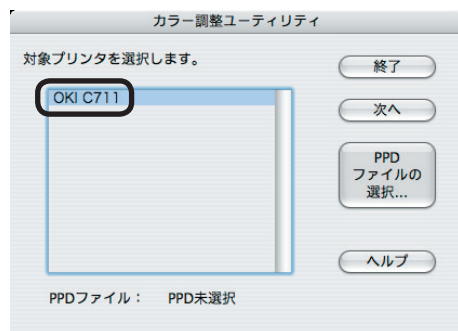 カラー調整ユーティリティ
対象プリンタを選択します。
OKI C711
終了
次へ
PPD
ファイルの
選択...
ヘルプ
PPDファイル： PPD未選択